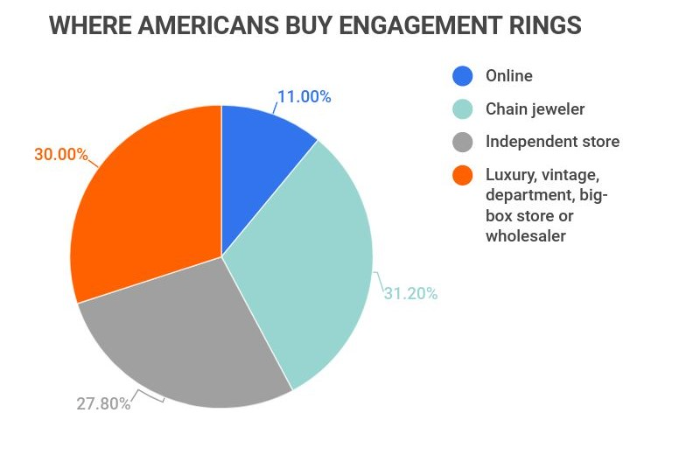 WHERE AMERICANS BUY ENGAGEMENT RINGS
11.00%
30.00%
31.20%
27.80%
Online
Chain jeweler
Independent store
Luxury, vintage,
department, big-
box store or
wholesaler